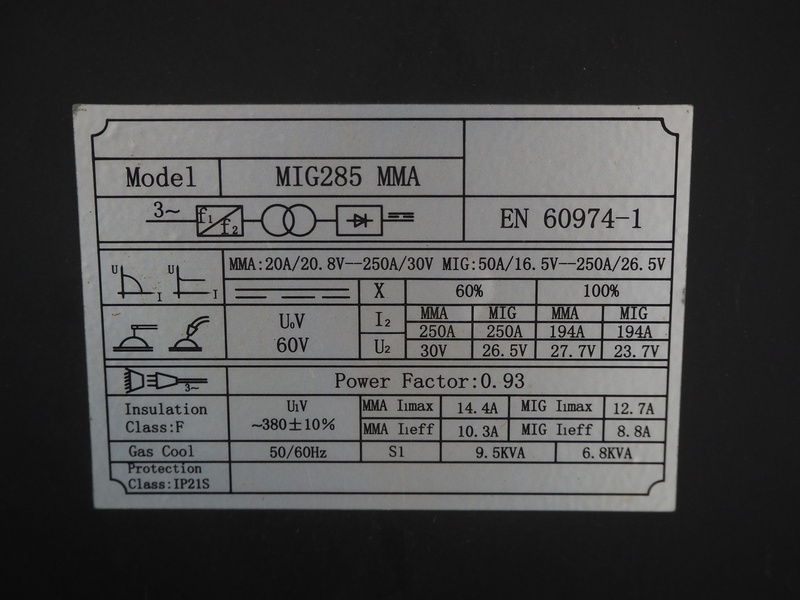 Model MIG285 MMA
3~ f₁ f₂ EN 60974-1
U I U I MMA:20A/20.8V--250A/30V MIG:50A/16.5V--250A/26.5V
X 60% 100%
U₀V I₂ MMA MIG MMA MIG
250A 250A 194A 194A
60V U₂ 30V 26.5V 27.7V 23.7V
3~ Power Factor:0.93
Insulation Class:F U₁V ~380±10% MMA I₁max 14.4A MIG I₁max 12.7A
MMA I₁eff 10.3A MIG I₁eff 8.8A
Gas Cool 50/60Hz S1 9.5KVA 6.8KVA
Protection
Class:IP21S